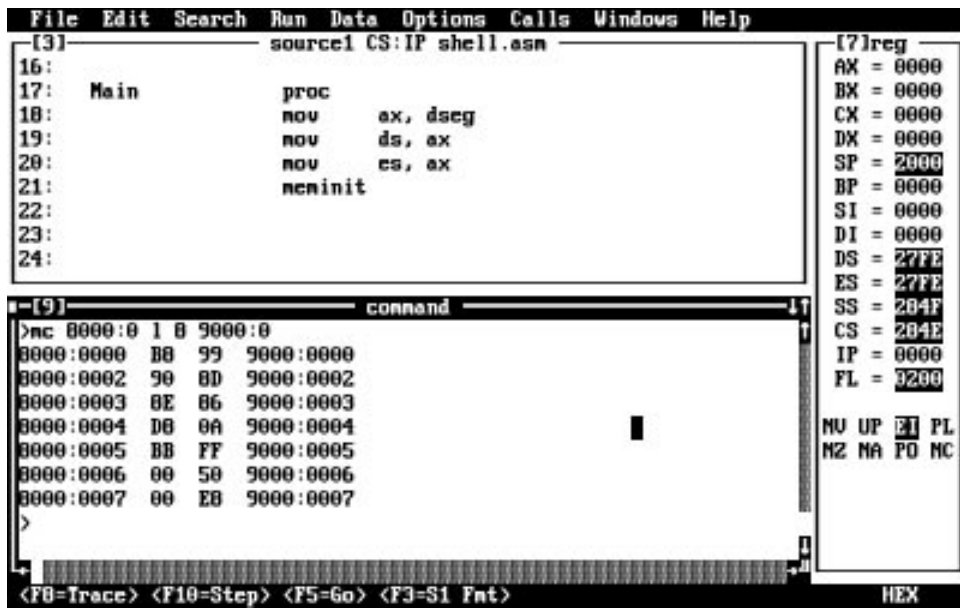 File Edit Search Run Data Options Calls Windows Help
[3] source1 CS:IP shell.asm
16:
17: Main proc
18: mov ax, dseg
19: mov ds, ax
20: mov es, ax
21: meminit
22:
23:
24:
[9] command
>mc 8000:0 l 8 9000:0
8000:0000 B8 99 9000:0000
8000:0002 90 8D 9000:0002
8000:0003 8E 86 9000:0003
8000:0004 D8 0A 9000:0004
8000:0005 BB FF 9000:0005
8000:0006 00 50 9000:0006
8000:0007 00 E8 9000:0007
>
[7]reg
AX = 0000
BX = 0000
CX = 0000
DX = 0000
SP = 2000
BP = 0000
SI = 0000
DI = 0000
DS = 27FE
ES = 27FE
SS = 284F
CS = 284E
IP = 0000
FL = 0200
NV UP EI PL
NZ NA PO NC
<F8=Trace> <F10=Step> <F5=Go> <F3=S1 Fmt> HEX